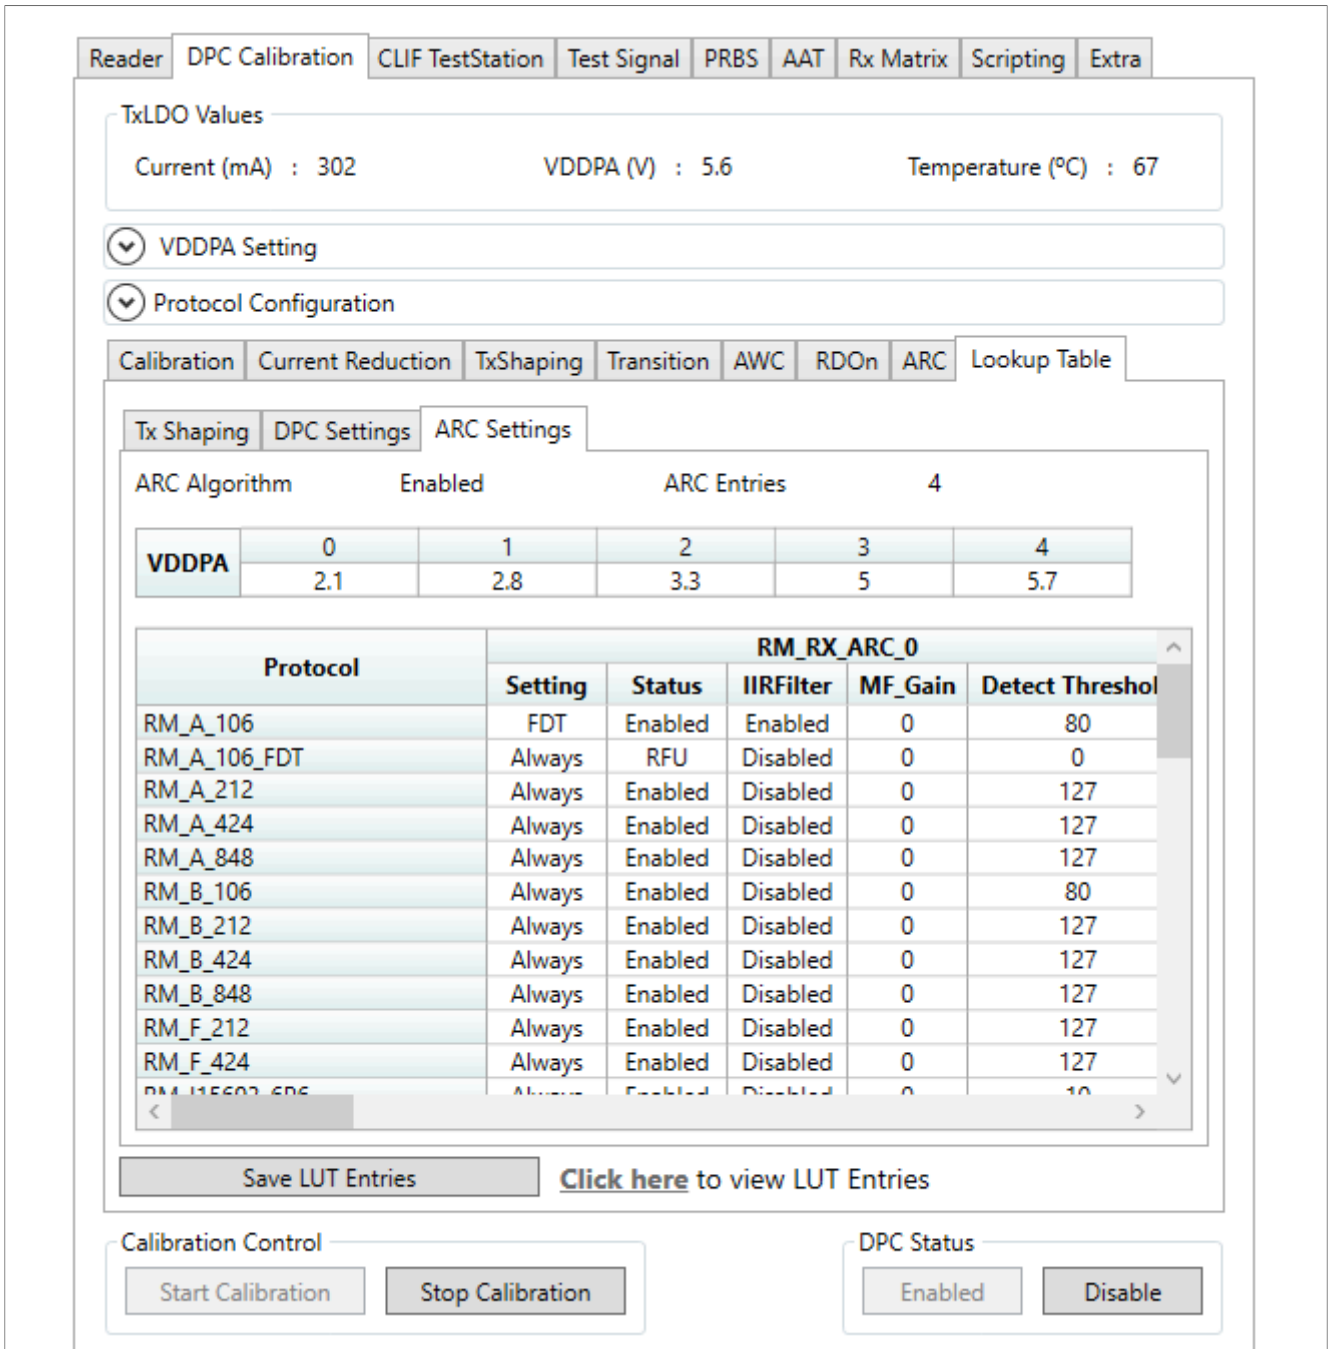 Reader DPC Calibration CLIF TestStation Test Signal PRBS AAT Rx Matrix Scripting Extra
TxLDO Values
Current (mA) : 302 VDDPA (V) : 5.6 Temperature (ºC) : 67
VDDPA Setting
Protocol Configuration
Calibration Current Reduction TxShaping Transition AWC RDOn ARC Lookup Table
Tx Shaping DPC Settings ARC Settings
ARC Algorithm Enabled ARC Entries 4
VDDPA 0 1 2 3 4
2.1 2.8 3.3 5 5.7
Protocol RM_RX_ARC_0
Setting Status IIRFilter MF_Gain Detect Threshol
RM_A_106 FDT Enabled Enabled 0 80
RM_A_106_FDT Always RFU Disabled 0 0
RM_A_212 Always Enabled Disabled 0 127
RM_A_424 Always Enabled Disabled 0 127
RM_A_848 Always Enabled Disabled 0 127
RM_B_106 Always Enabled Disabled 0 80
RM_B_212 Always Enabled Disabled 0 127
RM_B_424 Always Enabled Disabled 0 127
RM_B_848 Always Enabled Disabled 0 127
RM_F_212 Always Enabled Disabled 0 127
RM_F_424 Always Enabled Disabled 0 127
Always Enabled Disabled 0 10
Save LUT Entries Click here to view LUT Entries
Calibration Control DPC Status
Start Calibration Stop Calibration Enabled Disable